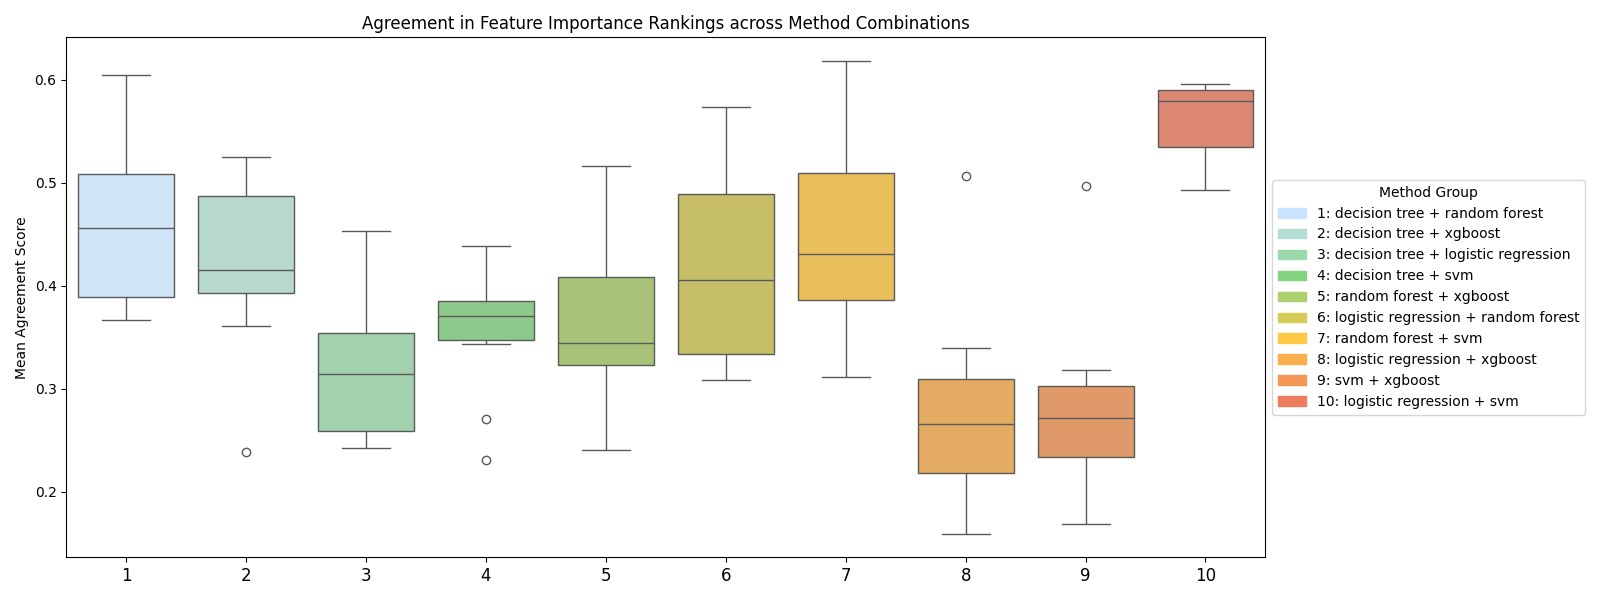 Agreement in Feature Importance Rankings across Method Combinations
Mean Agreement Score
0.6
0.5
0.4
0.3
0.2
1 2 3 4 5 6 7 8 9 10
Method Group
1: decision tree + random forest
2: decision tree + xgboost
3: decision tree + logistic regression
4: decision tree + svm
5: random forest + xgboost
6: logistic regression + random forest
7: random forest + svm
8: logistic regression + xgboost
9: svm + xgboost
10: logistic regression + svm